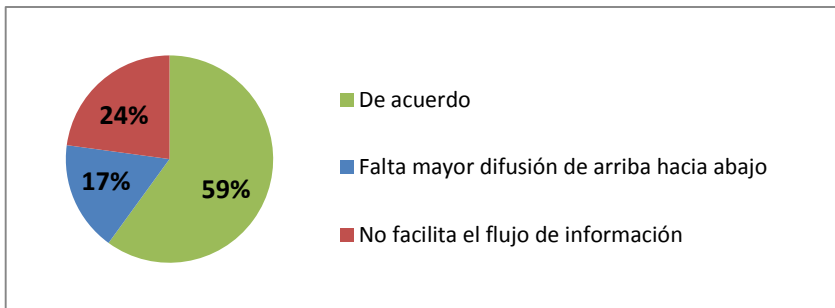 24%
17%
59%
De acuerdo
Falta mayor difusión de arriba hacia abajo
No facilita el flujo de información